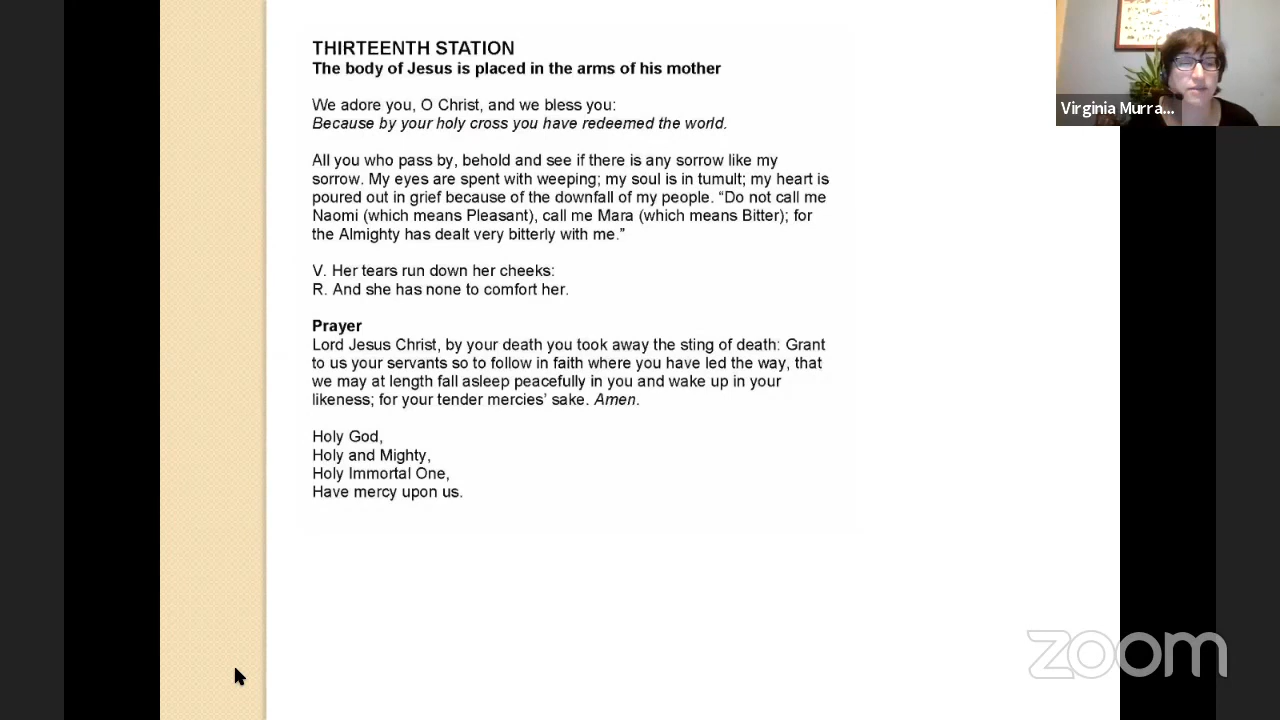 THIRTEENTH STATION
The body of Jesus is placed in the arms of his mother
We adore you, O Christ, and we bless you:
Because by your holy cross you have redeemed the world.
All you who pass by, behold and see if there is any sorrow like my
sorrow. My eyes are spent with weeping; my soul is in tumult; my heart is
poured out in grief because of the downfall of my people. “Do not call me
Naomi (which means Pleasant), call me Mara (which means Bitter); for
the Almighty has dealt very bitterly with me.”
V. Her tears run down her cheeks:
R. And she has none to comfort her.
Prayer
Lord Jesus Christ, by your death you took away the sting of death: Grant
to us your servants so to follow in faith where you have led the way, that
we may at length fall asleep peacefully in you and wake up in your
likeness; for your tender mercies’ sake. Amen.
Holy God,
Holy and Mighty,
Holy Immortal One,
Have mercy upon us.
Virginia Murra...
zoom